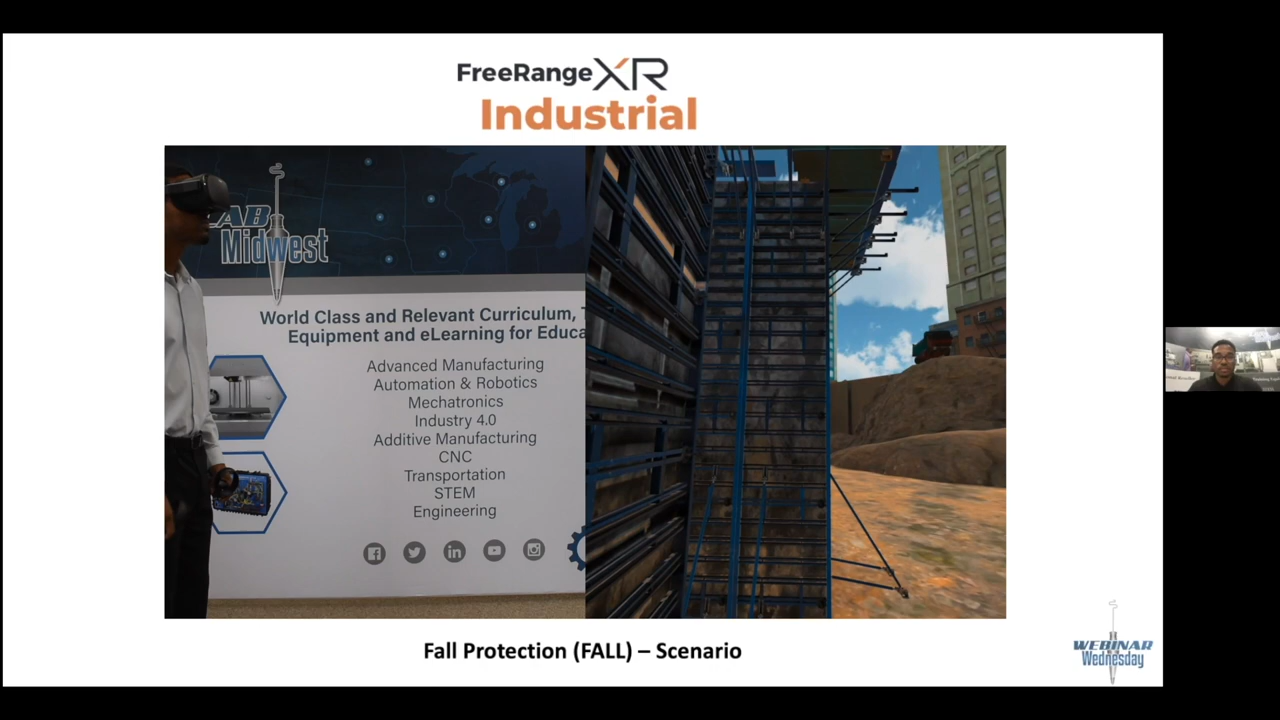 FreeRangeXR
Industrial
LAB
Midwest
World Class and Relevant Curriculum,
Equipment and eLearning for Educa
Advanced Manufacturing
Automation & Robotics
Mechatronics
Industry 4.0
Additive Manufacturing
CNC
Transportation
STEM
Engineering
Fall Protection (FALL) – Scenario
WEBINAR
Wednesday